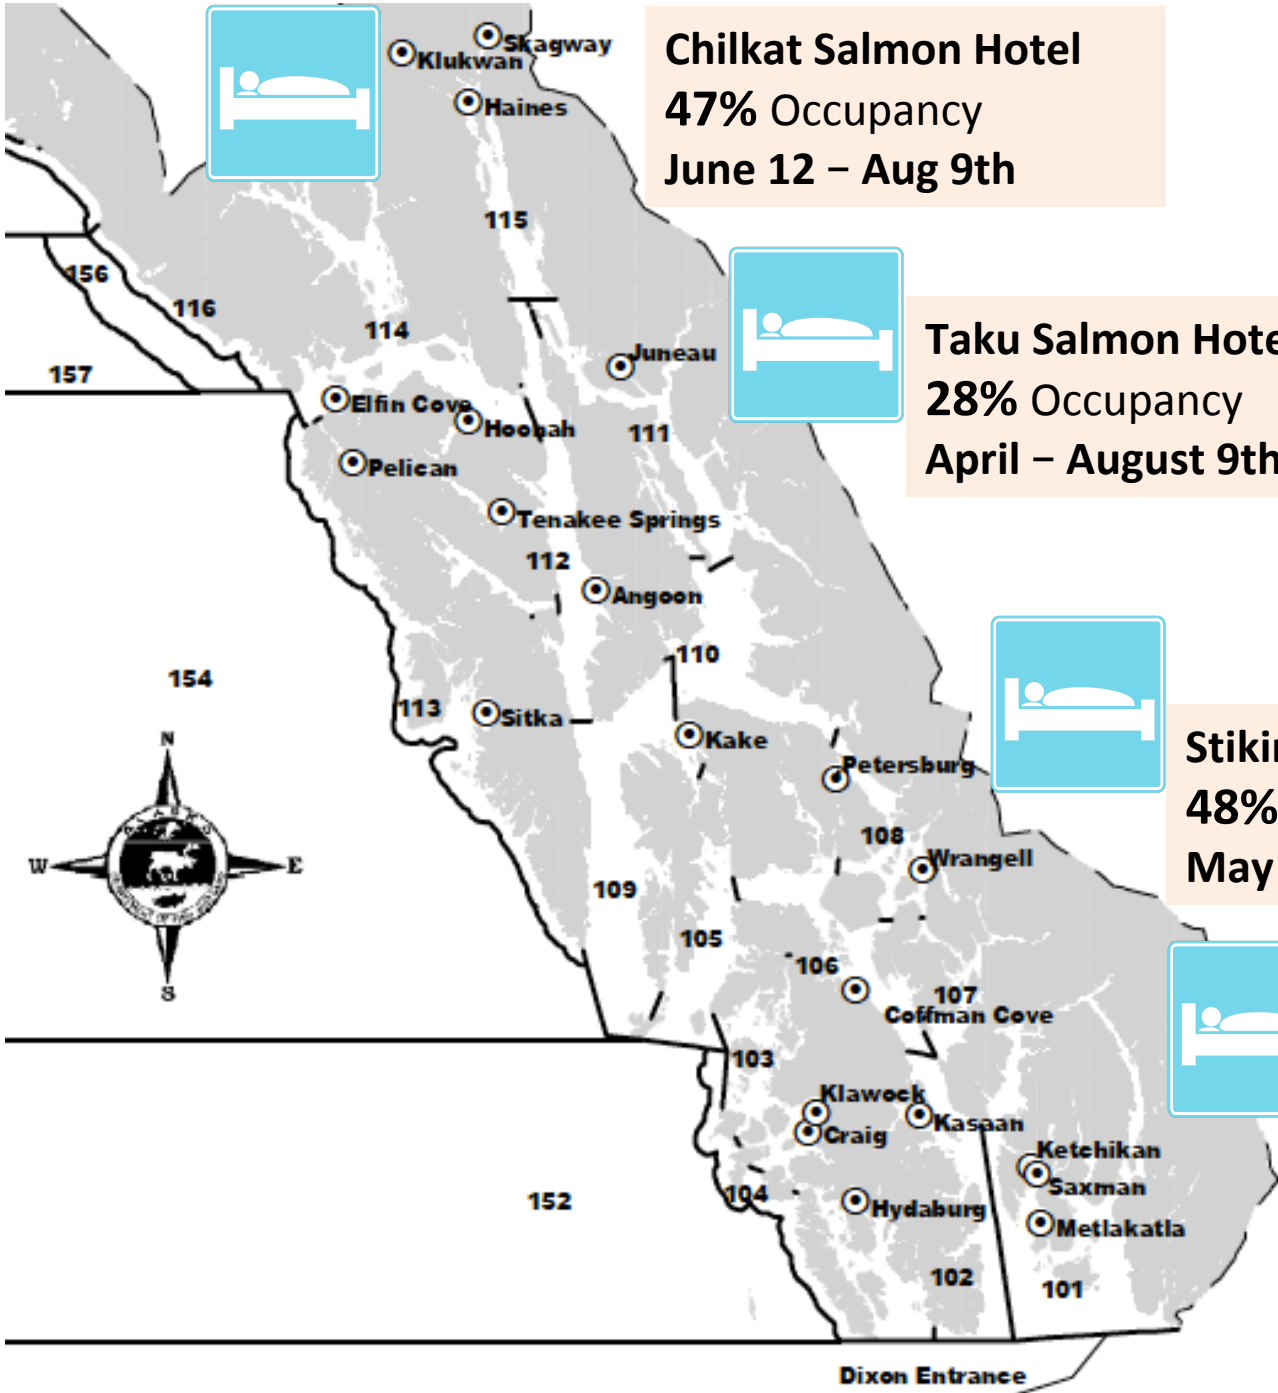 Skagway
Klukwan
Haines
Chilkat Salmon Hotel
47% Occupancy
June 12 – Aug 9th
115
156
116
114
157
Juneau
Taku Salmon Hote
28% Occupancy
April – August 9th
Elfin Cove
Hoonah
111
Pelican
Tenakee Springs
112
Angoon
110
154
113
Sitka
Kake
N
W
E
S
Petersburg
Stikin
48%
May
108
Wrangell
109
105
106
107
Coffman Cove
103
Klawock
Craig
Kasaan
Ketchikan
Saxman
104
152
Hydaburg
Metlakatla
102
101
Dixon Entrance